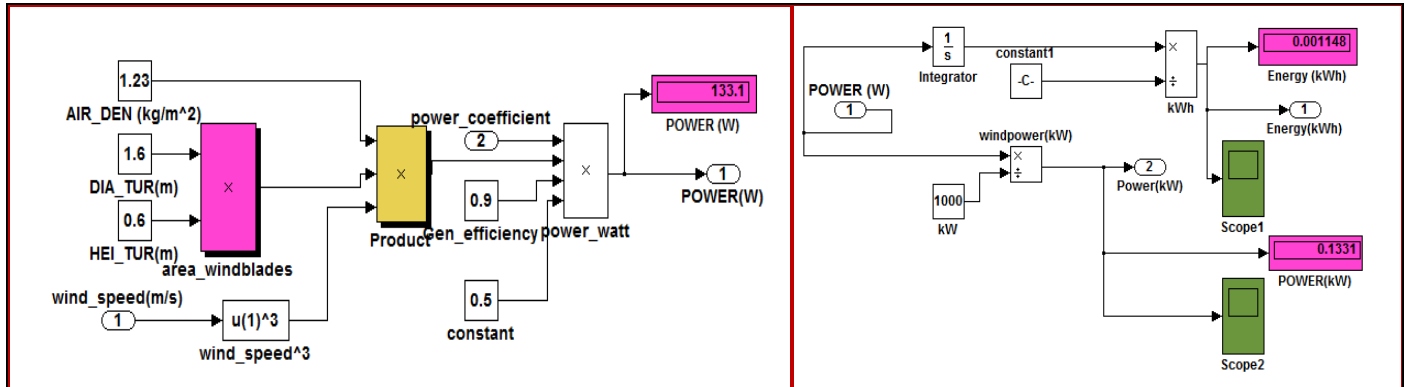 1.23
AIR_DEN (kg/m^2)
1.6
DIA_TUR(m)
0.6
HEI_TUR(m)
×
area_windblades
wind_speed(m/s)
1
u(1)^3
wind_speed^3
×
Product
power_coefficient
2
0.9
Gen_efficiency
0.5
constant
×
power_watt
133.1
POWER (W)
1
POWER(W)
POWER (W)
1
1
s
Integrator
constant1
-C-
×
÷
kWh
0.001148
Energy (kWh)
1
Energy(kWh)
windpower(kW)
×
÷
1000
kW
2
Power(kW)
Scope1
0.1331
POWER(kW)
Scope2